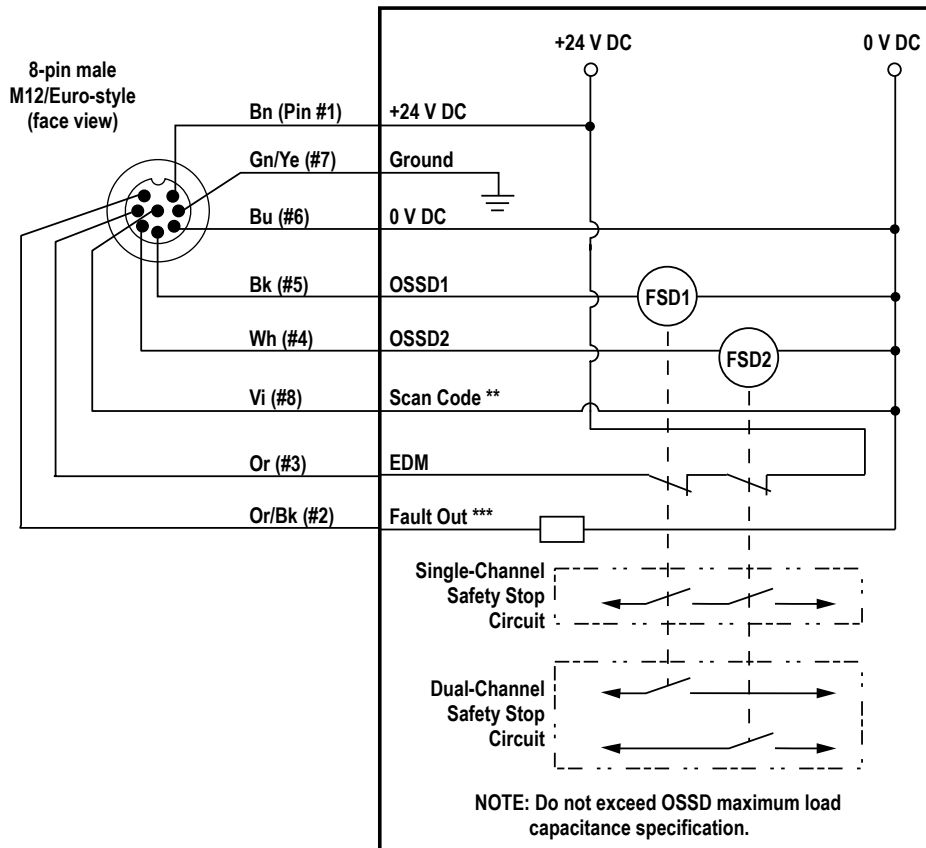 +24 V DC
0 V DC
8-pin male
M12/Euro-style
(face view)
Bn (Pin #1)
+24 V DC
Gn/Ye (#7)
Ground
Bu (#6)
0 V DC
Bk (#5)
OSSD1
FSD1
Wh (#4)
OSSD2
FSD2
Vi (#8)
Scan Code **
Or (#3)
EDM
Or/Bk (#2)
Fault Out ***
Single-Channel
Safety Stop
Circuit
Dual-Channel
Safety Stop
Circuit
NOTE: Do not exceed OSSD maximum load
capacitance specification.